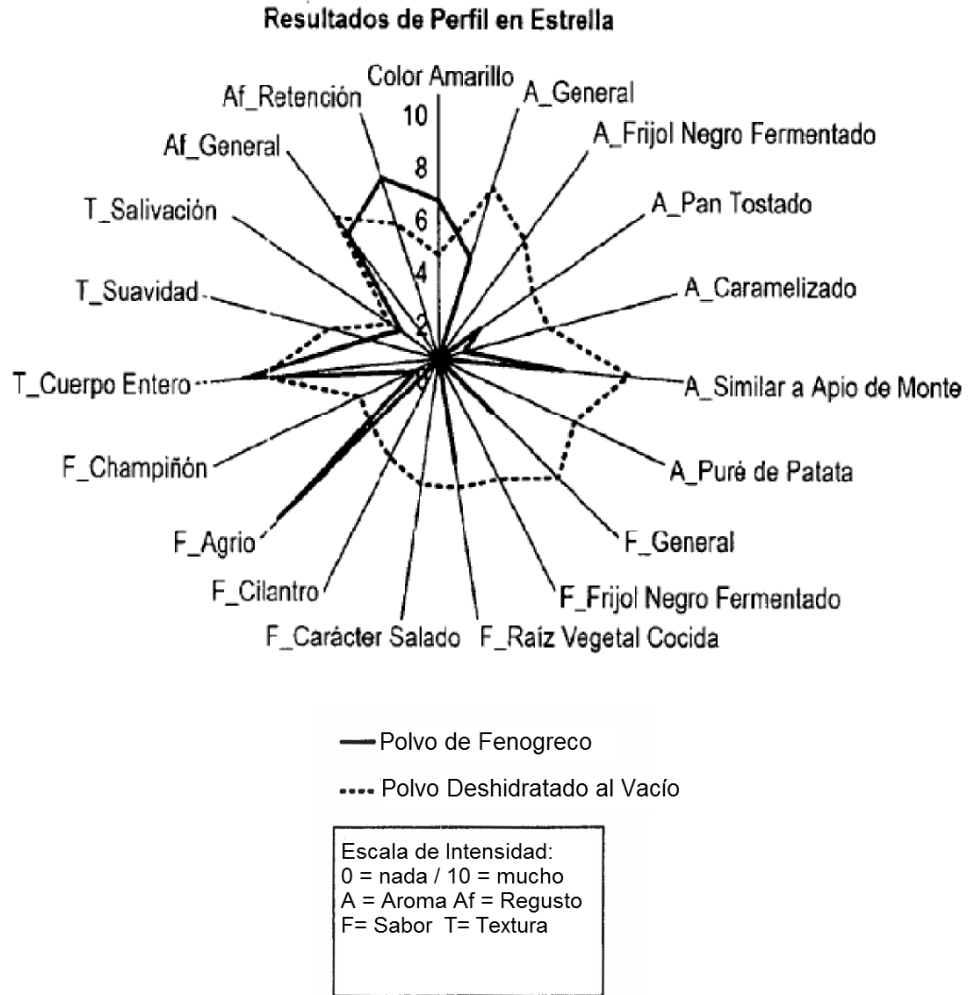 Resultados de Perfil en Estrella
Color Amarillo
A_General
A_Frijol Negro Fermentado
A_Pan Tostado
A_Caramelizado
A_Similar a Apio de Monte
A_Puré de Patata
F_General
F_Frijol Negro Fermentado
F_Raíz Vegetal Cocida
F_Carácter Salado
F_Cilantro
F_Agrio
F_Champiñón
T_Cuerpo Entero
T_Suavidad
T_Salivación
Af_General
Af_Retención
10
8
6
4
2
0
Polvo de Fenogreco
Polvo Deshidratado al Vacío
Escala de Intensidad:
0 = nada / 10 = mucho
A = Aroma Af = Regusto
F= Sabor T= Textura